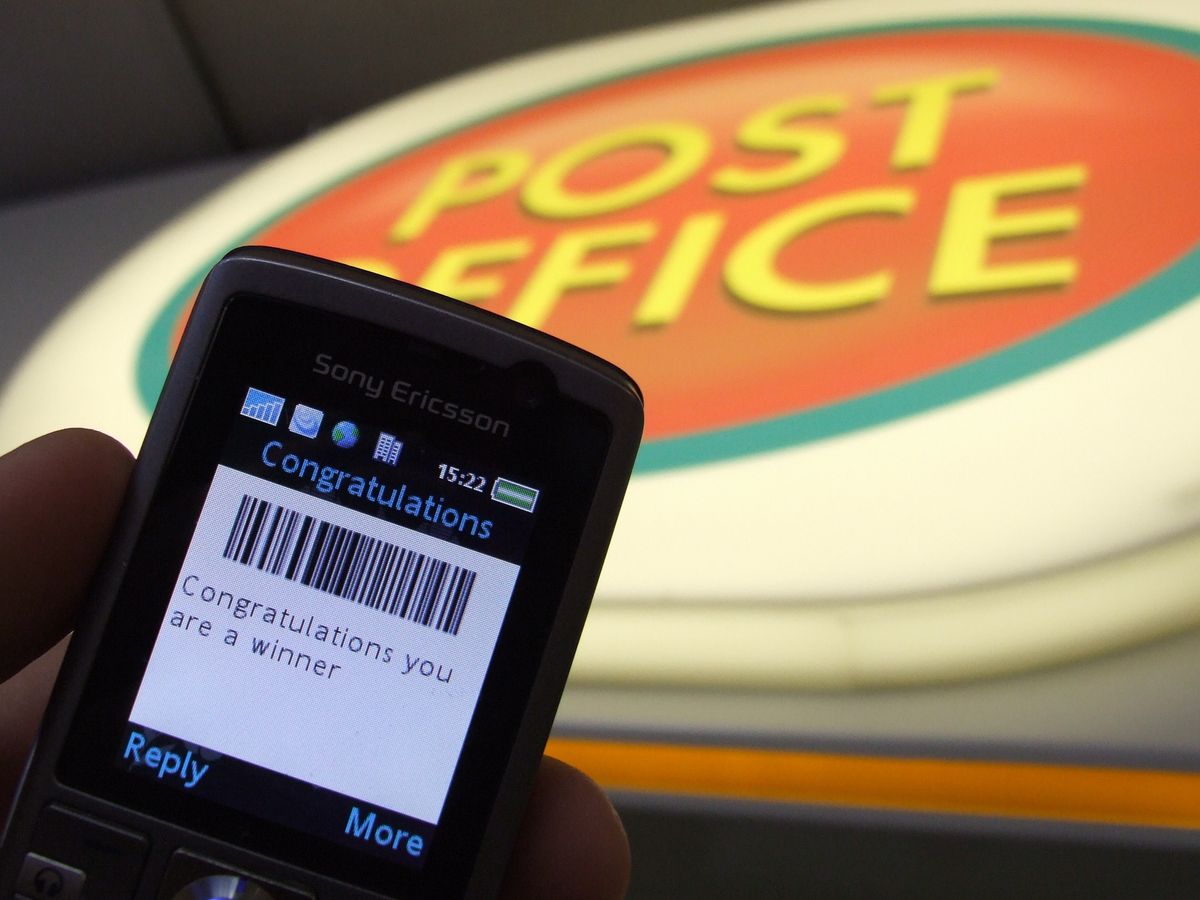 POST
OFFICE
Sony Ericsson
15:22
Congratulations
Congratulations you
are a winner
Reply
More